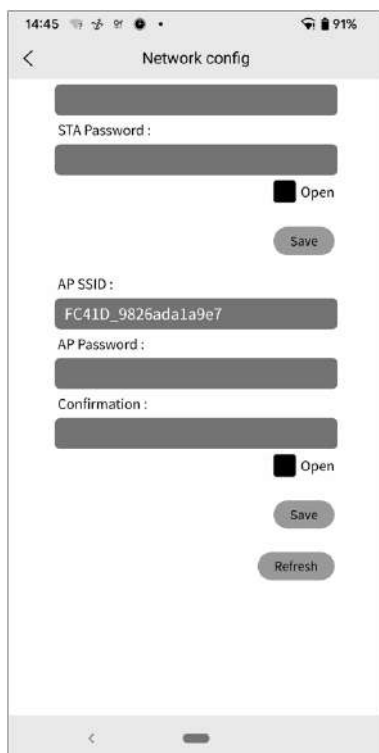 14:45 91%
Network config
STA Password :
Open
Save
AP SSID :
FC41D_9826ada1a9e7
AP Password :
Confirmation :
Open
Save
Refresh